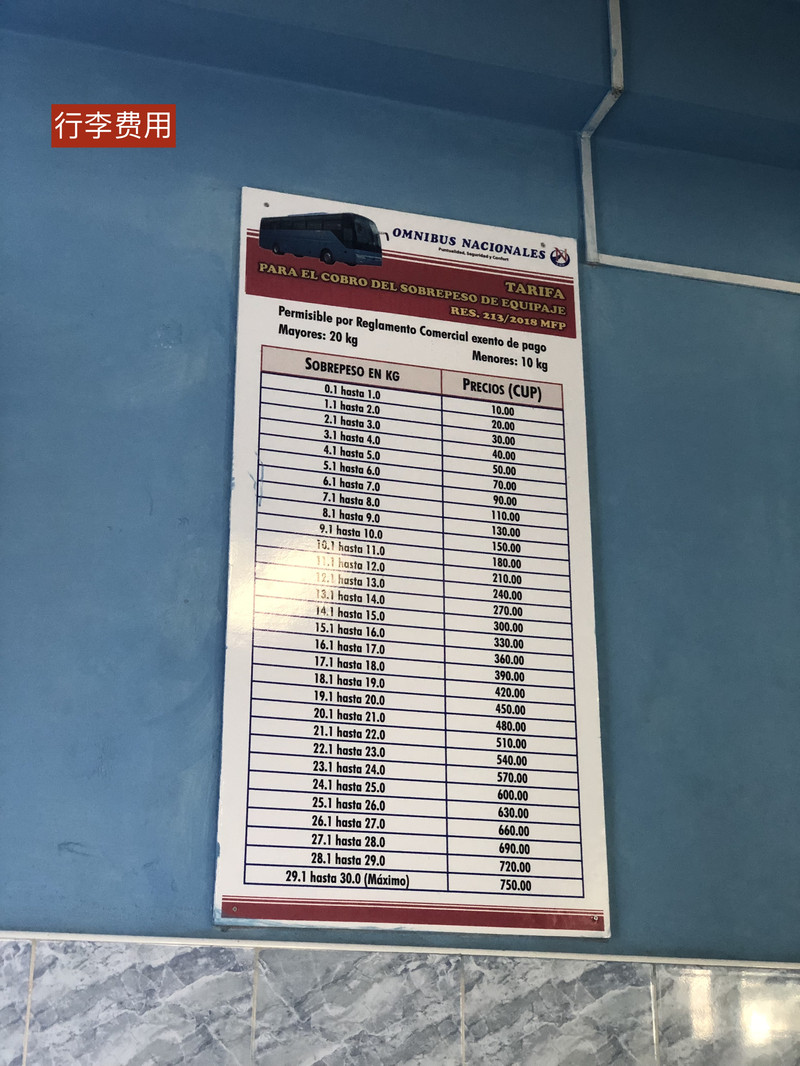 行李费用
OMNIBUS NACIONALES
Puntualidad, Seguridad y Confort
TARIFA
PARA EL COBRO DEL SOBREPESO DE EQUIPAJE
RES. 213/2018 MFP
Permisible por Reglamento Comercial exento de pago
Mayores: 20 kg Menores: 10 kg
SOBREPESO EN KG PRECIOS (CUP)
0.1 hasta 1.0 10.00
1.1 hasta 2.0 20.00
2.1 hasta 3.0 30.00
3.1 hasta 4.0 40.00
4.1 hasta 5.0 50.00
5.1 hasta 6.0 70.00
6.1 hasta 7.0 90.00
7.1 hasta 8.0 110.00
8.1 hasta 9.0 130.00
9.1 hasta 10.0 150.00
10.1 hasta 11.0 180.00
11.1 hasta 12.0 210.00
12.1 hasta 13.0 240.00
13.1 hasta 14.0 270.00
14.1 hasta 15.0 300.00
15.1 hasta 16.0 330.00
16.1 hasta 17.0 360.00
17.1 hasta 18.0 390.00
18.1 hasta 19.0 420.00
19.1 hasta 20.0 450.00
20.1 hasta 21.0 480.00
21.1 hasta 22.0 510.00
22.1 hasta 23.0 540.00
23.1 hasta 24.0 570.00
24.1 hasta 25.0 600.00
25.1 hasta 26.0 630.00
26.1 hasta 27.0 660.00
27.1 hasta 28.0 690.00
28.1 hasta 29.0 720.00
29.1 hasta 30.0 (Máximo) 750.00